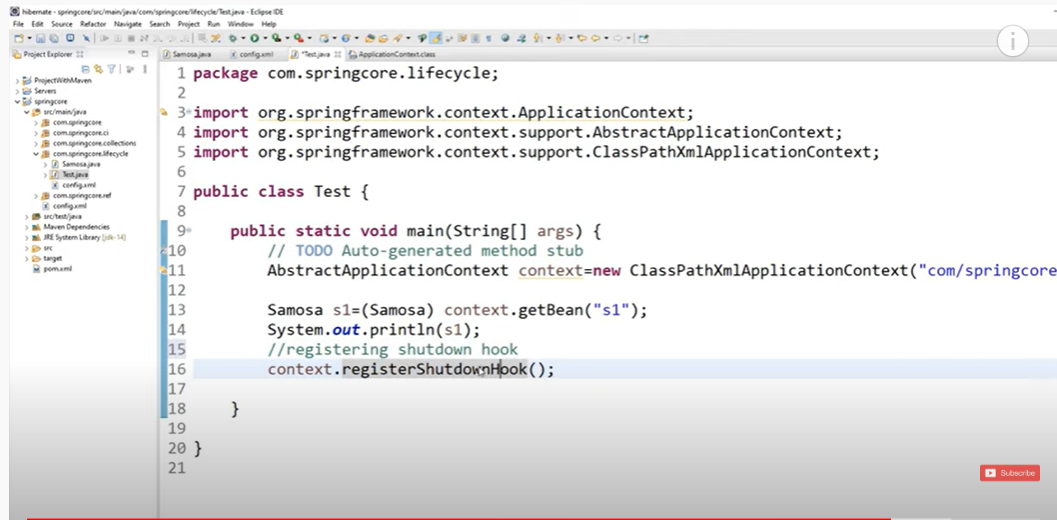 hibernate - springcore/src/main/java/com/springcore/lifecycle/Test.java - Eclipse IDE
File Edit Source Refactor Navigate Search Project Run Window Help
Project Explorer
Samosa.java config.xml *Test.java ApplicationContext.class
ProjectWithMaven
Servers
springcore
src/main/java
com.springcore
com.springcore.ci
com.springcore.collections
com.springcore.lifecycle
Samosa.java
Test.java
config.xml
com.springcore.ref
config.xml
src/test/java
Maven Dependencies
JRE System Library [jdk-14]
src
target
pom.xml
1 package com.springcore.lifecycle;
2
3 import org.springframework.context.ApplicationContext;
4 import org.springframework.context.support.AbstractApplicationContext;
5 import org.springframework.context.support.ClassPathXmlApplicationContext;
6
7 public class Test {
8
9 public static void main(String[] args) {
10 // TODO Auto-generated method stub
11 AbstractApplicationContext context=new ClassPathXmlApplicationContext("com/springcore
12
13 Samosa s1=(Samosa) context.getBean("s1");
14 System.out.println(s1);
15 //registering shutdown hook
16 context.registerShutdownHook();
17
18 }
19
20 }
21
Subscribe